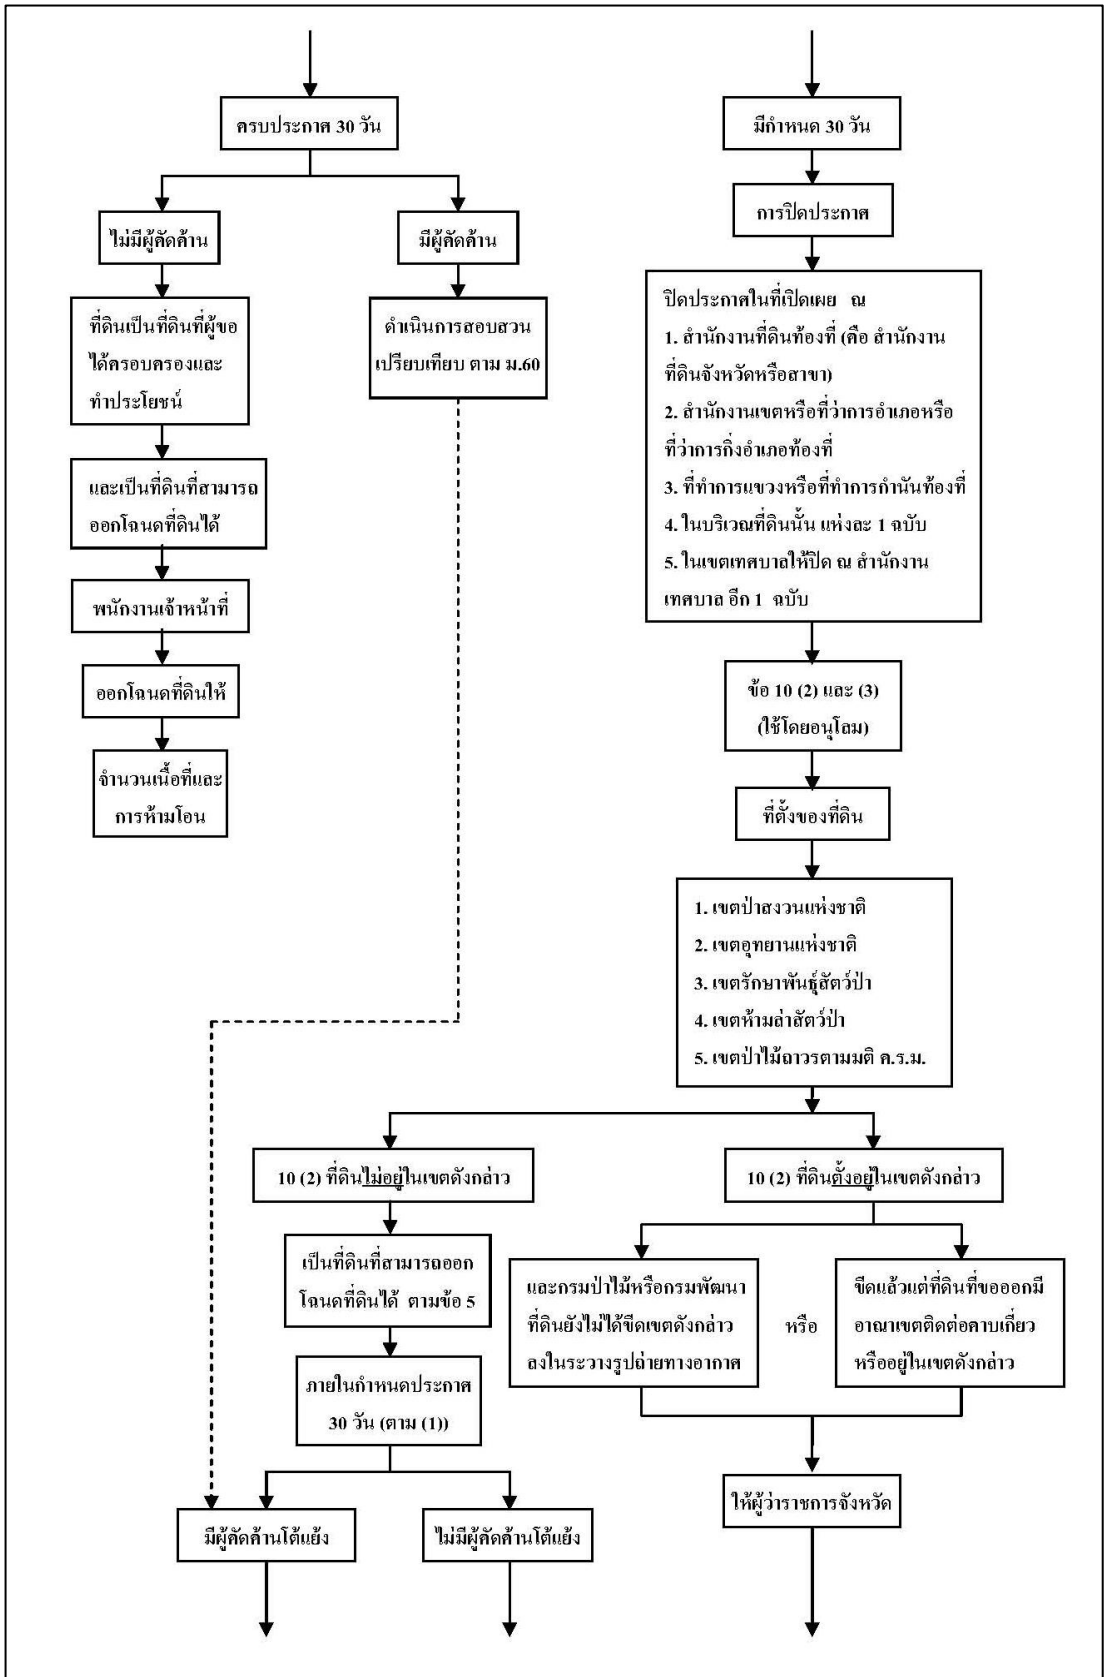 ครบประกาศ 30 วัน
ไม่มีผู้คัดค้าน
มีผู้คัดค้าน
ที่ดินเป็นที่ดินที่ผู้ขอ
ได้ครอบครองและ
ทำประโยชน์
ดำเนินการสอบสวน
เปรียบเทียบ ตาม ม.60
และเป็นที่ดินที่สามารถ
ออกโฉนดที่ดินได้
พนักงานเจ้าหน้าที่
ออกโฉนดที่ดินให้
จำนวนเนื้อที่และ
การห้ามโอน
มีกำหนด 30 วัน
การปิดประกาศ
ปิดประกาศในที่เปิดเผย ณ
1. สำนักงานที่ดินท้องที่ (คือ สำนักงาน
ที่ดินจังหวัดหรือสาขา)
2. สำนักงานเขตหรือที่ว่าการอำเภอหรือ
ที่ว่าการกิ่งอำเภอท้องที่
3. ที่ทำการแขวงหรือที่ทำการกำนันท้องที่
4. ในบริเวณที่ดินนั้น แห่งละ 1 ฉบับ
5. ในเขตเทศบาลให้ปิด ณ สำนักงาน
เทศบาล อีก 1 ฉบับ
ข้อ 10 (2) และ (3)
(ใช้โดยอนุโลม)
ที่ตั้งของที่ดิน
1. เขตป่าสงวนแห่งชาติ
2. เขตอุทยานแห่งชาติ
3. เขตรักษาพันธุ์สัตว์ป่า
4. เขตห้ามล่าสัตว์ป่า
5. เขตป่าไม้ถาวรตามมติ ค.ร.ม.
10 (2) ที่ดินไม่อยู่ในเขตดังกล่าว
10 (2) ที่ดินตั้งอยู่ในเขตดังกล่าว
เป็นที่ดินที่สามารถออก
โฉนดที่ดินได้ ตามข้อ 5
ภายในกำหนดประกาศ
30 วัน (ตาม (1))
มีผู้คัดค้านโต้แย้ง
ไม่มีผู้คัดค้านโต้แย้ง
และกรมป่าไม้หรือกรมพัฒนา
ที่ดินยังไม่ได้ขีดเขตดังกล่าว
ลงในระวางรูปถ่ายทางอากาศ
หรือ
ขีดแล้วแต่ที่ดินที่ขอออกมี
อาณาเขตติดต่อคาบเกี่ยว
หรืออยู่ในเขตดังกล่าว
ให้ผู้ว่าราชการจังหวัด